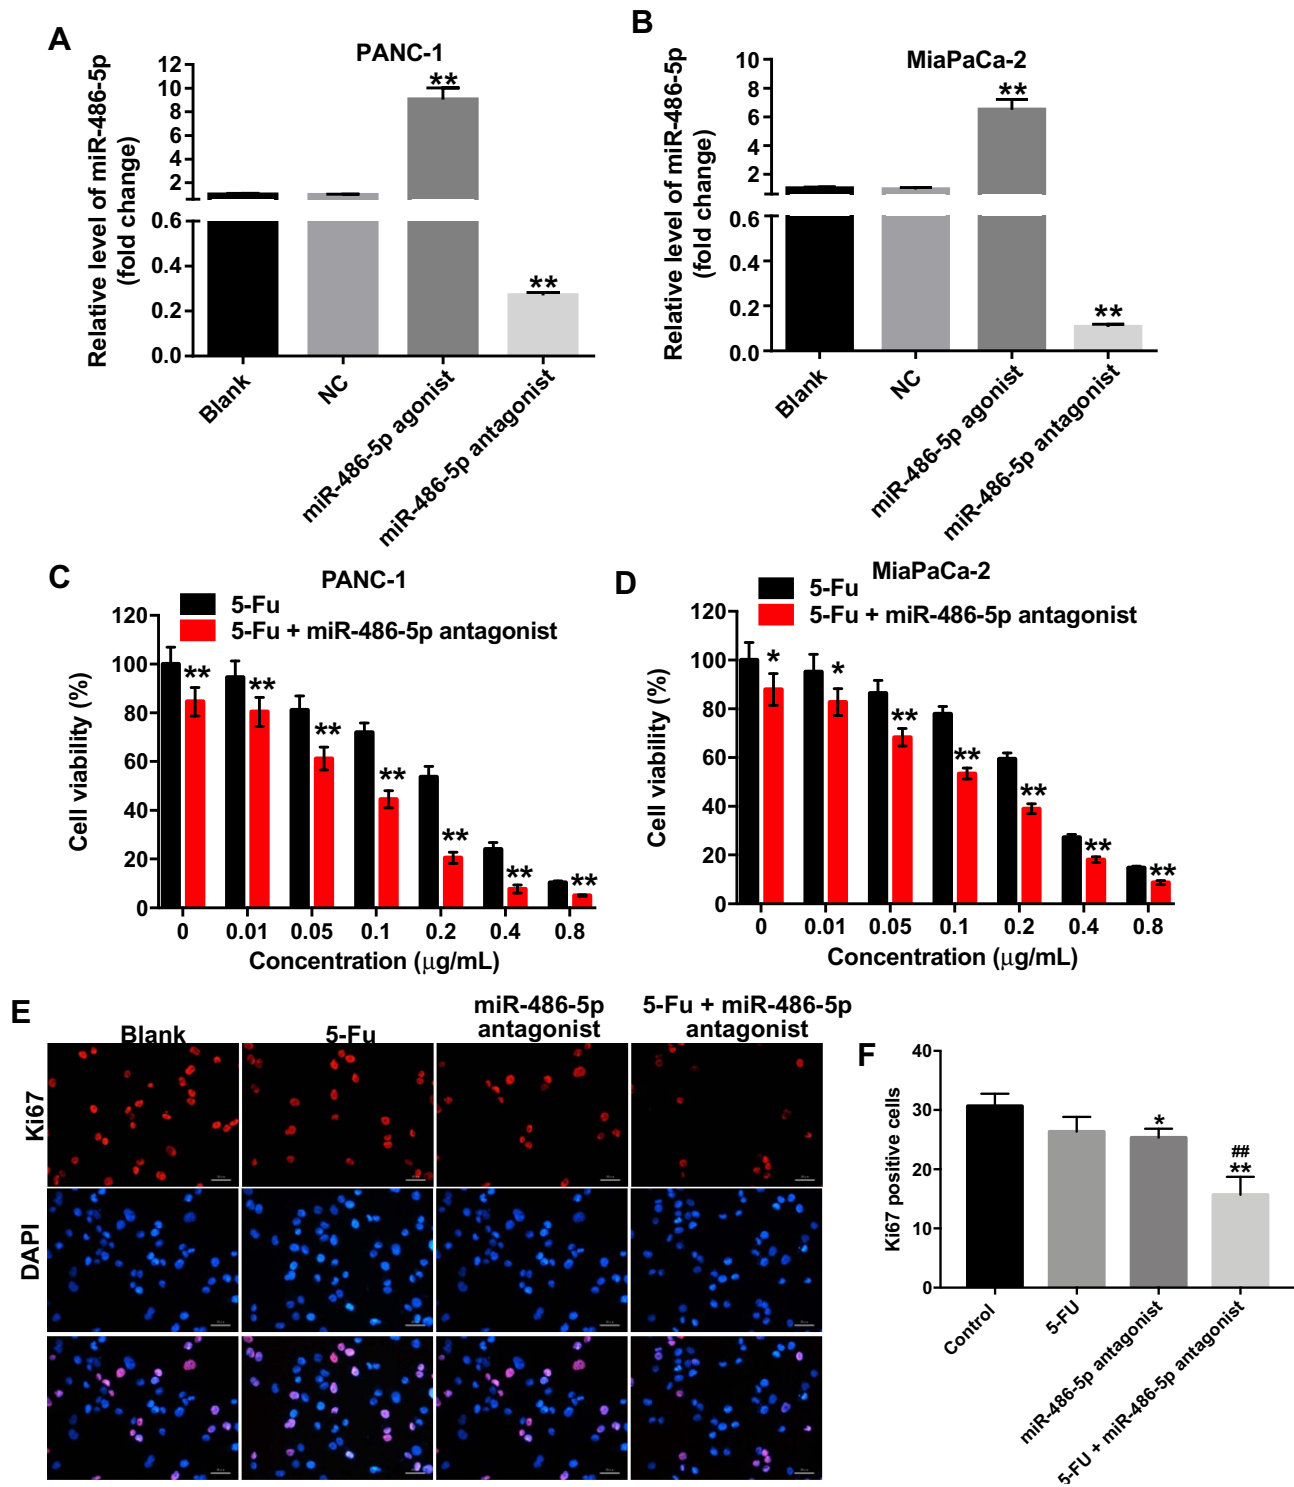 A
PANC-1
Relative level of miR-486-5p
(fold change)
12
10
8
6
4
2
0.6
0.4
0.2
0.0
**
**
Blank
NC
miR-486-5p agonist
miR-486-5p antagonist
B
MiaPaCa-2
Relative level of miR-486-5p
(fold change)
10
8
6
4
2
0.6
0.4
0.2
0.0
**
**
Blank
NC
miR-486-5p agonist
miR-486-5p antagonist
C
PANC-1
5-Fu
5-Fu + miR-486-5p antagonist
Cell viability (%)
120
100
80
60
40
20
0
**
**
**
**
**
**
**
0 0.01 0.05 0.1 0.2 0.4 0.8
Concentration (μg/mL)
D
MiaPaCa-2
5-Fu
5-Fu + miR-486-5p antagonist
Cell viability (%)
120
100
80
60
40
20
0
*
*
**
**
**
**
**
0 0.01 0.05 0.1 0.2 0.4 0.8
Concentration (μg/mL)
E
Blank
5-Fu
miR-486-5p
antagonist
5-Fu + miR-486-5p
antagonist
Ki67
DAPI
F
Ki67 positive cells
40
30
20
10
0
*
##
**
Control
5-FU
miR-486-5p antagonist
5-FU + miR-486-5p antagonist